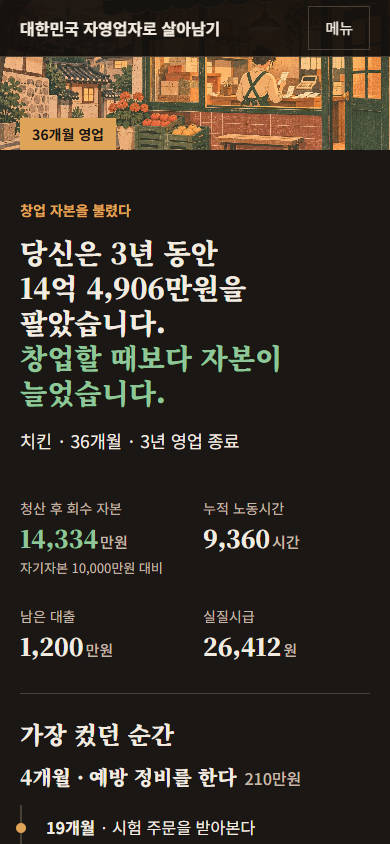 대한민국 자영업자로 살아남기
메뉴
36개월 영업
창업 자본을 불렸다
당신은 3년 동안
14억 4,906만원을
팔았습니다.
창업할 때보다 자본이
늘었습니다.
치킨 · 36개월 · 3년 영업 종료
청산 후 회수 자본
14,334만원
자기자본 10,000만원 대비
누적 노동시간
9,360시간
남은 대출
1,200만원
실질시급
26,412원
가장 컸던 순간
4개월 · 예방 정비를 한다 210만원
19개월 · 시험 주문을 받아본다